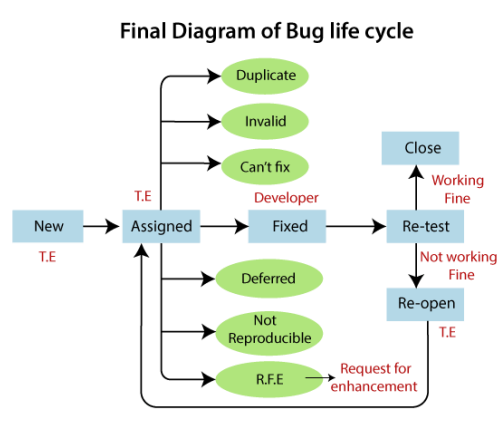 Final Diagram of Bug life cycle
Duplicate
Invalid
Can't fix
Close
T.E
Developer
Working
Fine
New
Assigned
Fixed
Re-test
T.E
Not working
Fine
Deferred
Re-open
Not
Reproducible
T.E
R.F.E
Request for
enhancement